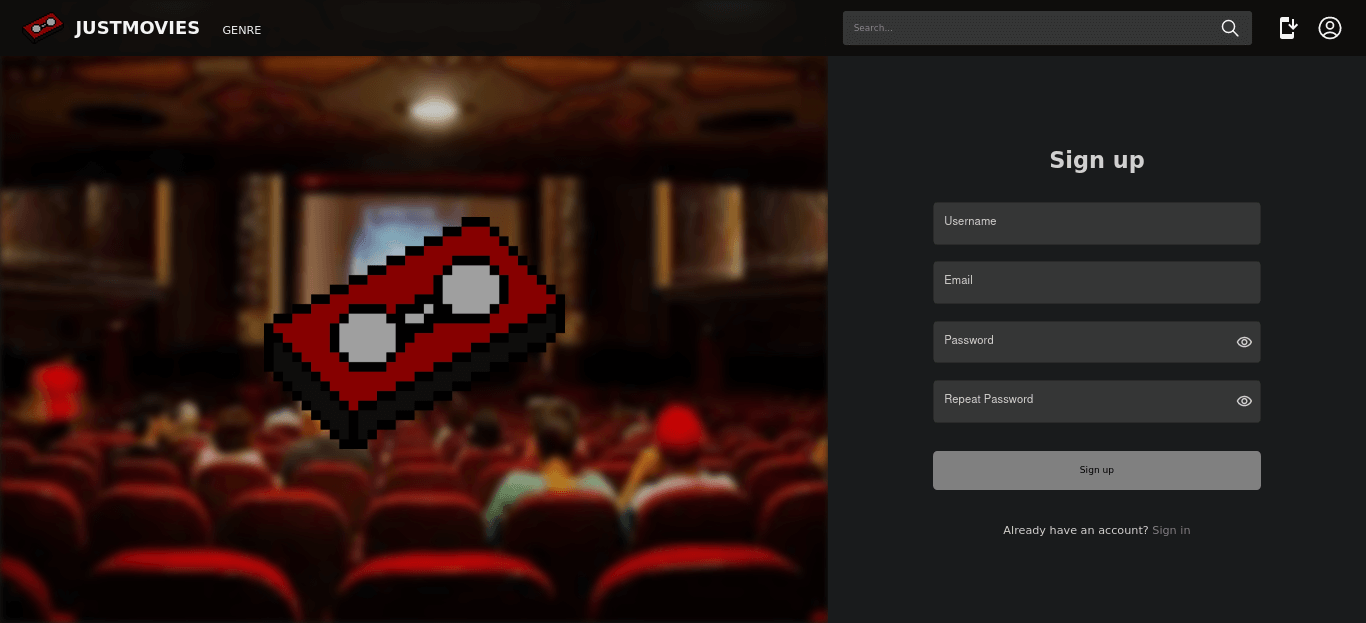 JUSTMOVIES
GENRE
Search...
Sign up
Username
Email
Password
Repeat Password
Sign up
Already have an account? Sign in